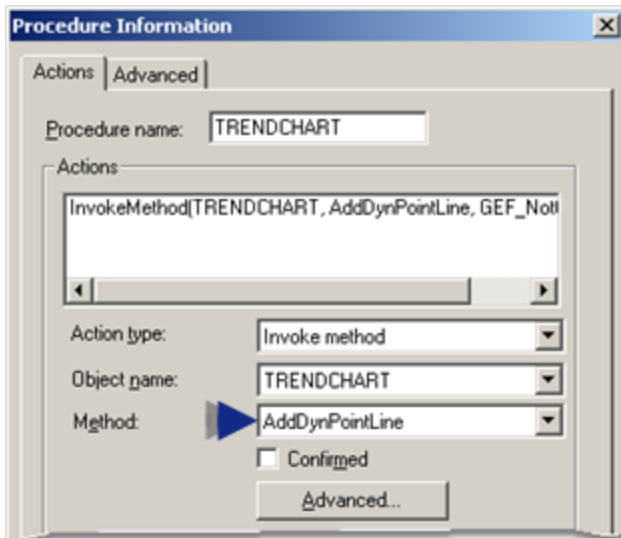 Procedure Information
Actions Advanced
Procedure name: TRENDCHART
Actions
InvokeMethod(TRENDCHART, AddDynPointLine,
Action type: Invoke method
Object name: TRENDCHART
Method: AddDynPointLine
Confirmed
Advanced...